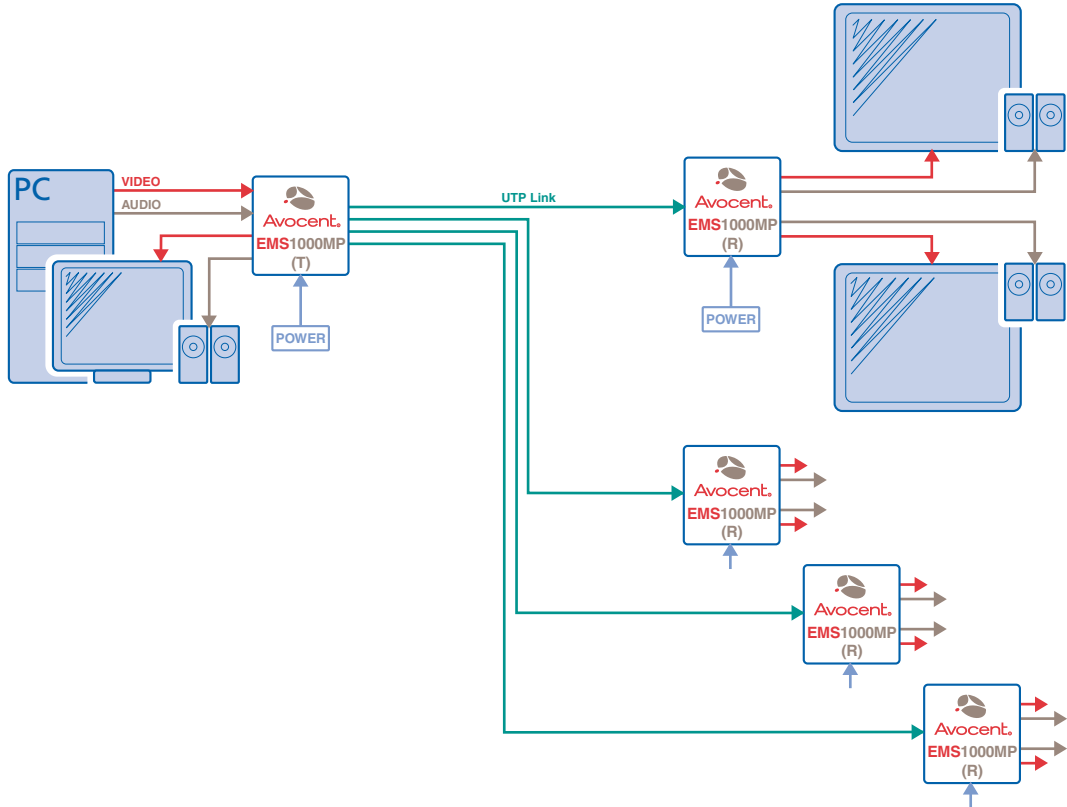 PC
VIDEO
AUDIO
Avocent.
EMS1000MP
(T)
POWER
UTP Link
Avocent.
EMS1000MP
(R)
POWER
Avocent.
EMS1000MP
(R)
Avocent.
EMS1000MP
(R)
Avocent.
EMS1000MP
(R)